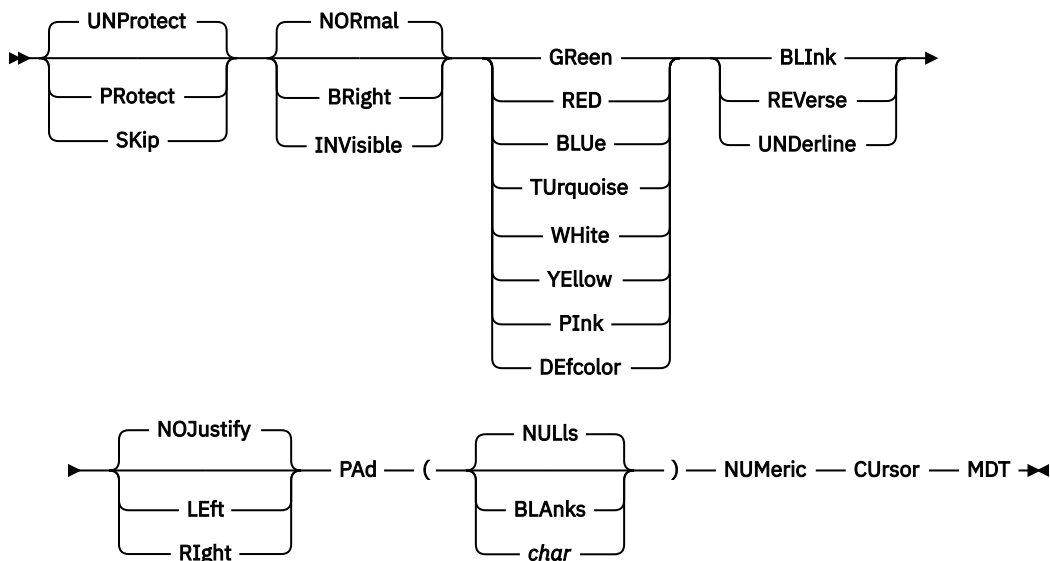 UNProtect NORmal
GReen BLInk
PRotect BRight RED REVerse
SKip INVisible BLUe UNDerline
TUrquoise
WHite
YEllow
PInk
DEfcolor
NOJustify NULls
PAd ( ) NUMeric CUrsor MDT
LEft BLAnks
RIght char